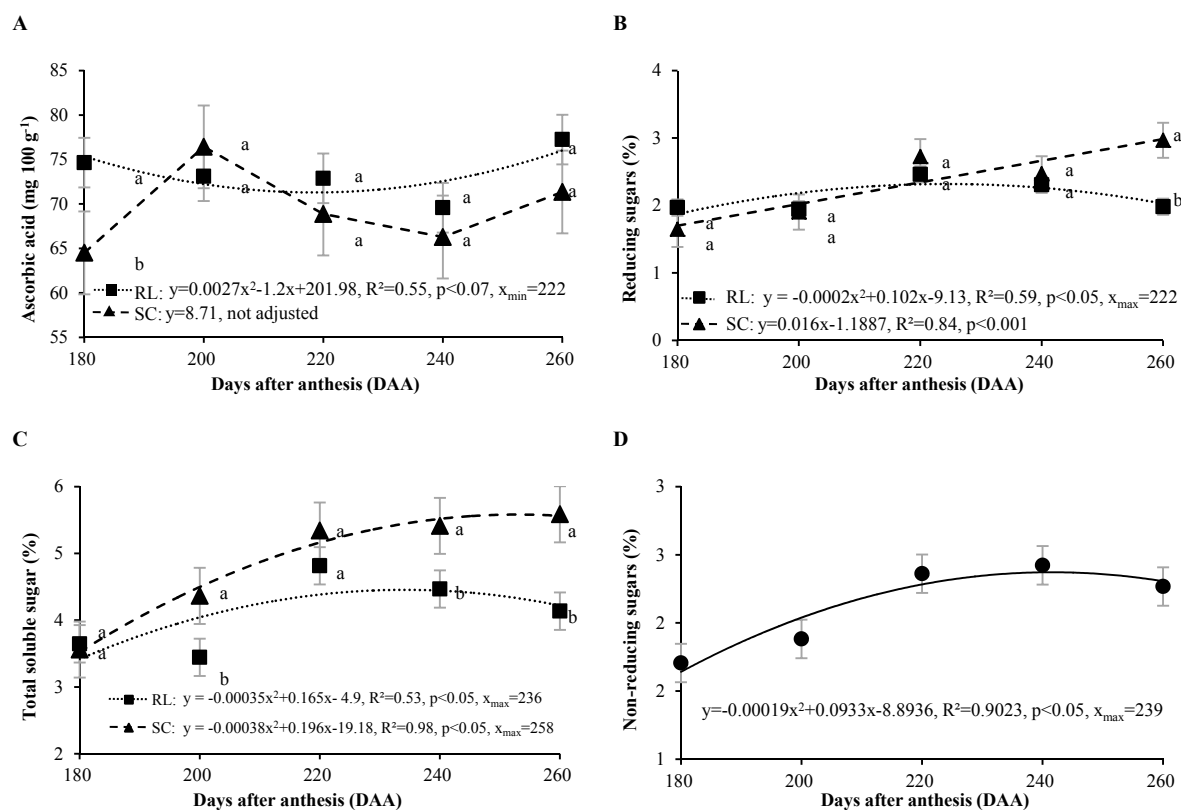 A
Ascorbic acid (mg 100 g⁻¹)
85
80
75
70
65
60
55
a
a
a
a
a
a
a
a
a
b
RL: y=0.0027x²-1.2x+201.98, R²=0.55, p<0.07, xmin=222
SC: y=8.71, not adjusted
180 200 220 240 260
Days after anthesis (DAA)
B
Reducing sugars (%)
4
3
2
1
0
a
a
a
a
a
a
b
a
a
a
RL: y = -0.0002x²+0.102x-9.13, R²=0.59, p<0.05, xmax=222
SC: y=0.016x-1.1887, R²=0.84, p<0.001
180 200 220 240 260
Days after anthesis (DAA)
C
Total soluble sugar (%)
6
5
4
3
2
a
a
a
a
b
a
b
a
a
b
RL: y = -0.00035x²+0.165x- 4.9, R²=0.53, p<0.05, xmax=236
SC: y = -0.00038x²+0.196x-19.18, R²=0.98, p<0.05, xmax=258
180 200 220 240 260
Days after anthesis (DAA)
D
Non-reducing sugars (%)
3
3
2
2
1
y=-0.00019x²+0.0933x-8.8936, R²=0.9023, p<0.05, xmax=239
180 200 220 240 260
Days after anthesis (DAA)